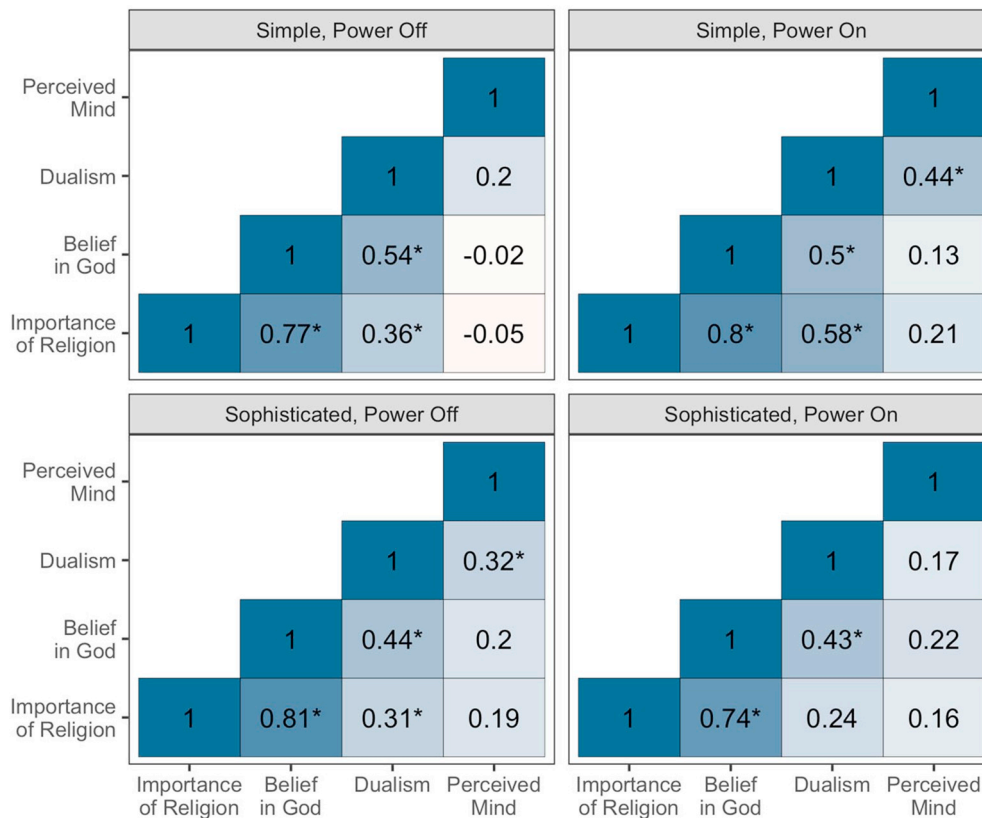 Simple, Power Off
Simple, Power On
Perceived
Mind
1
1
Dualism
1
0.2
1
0.44*
Belief
in God
1
0.54*
-0.02
1
0.5*
0.13
Importance
of Religion
1
0.77*
0.36*
-0.05
1
0.8*
0.58*
0.21
Sophisticated, Power Off
Sophisticated, Power On
Perceived
Mind
1
1
Dualism
1
0.32*
1
0.17
Belief
in God
1
0.44*
0.2
1
0.43*
0.22
Importance
of Religion
1
0.81*
0.31*
0.19
1
0.74*
0.24
0.16
Importance
of Religion
Belief
in God
Dualism
Perceived
Mind
Importance
of Religion
Belief
in God
Dualism
Perceived
Mind